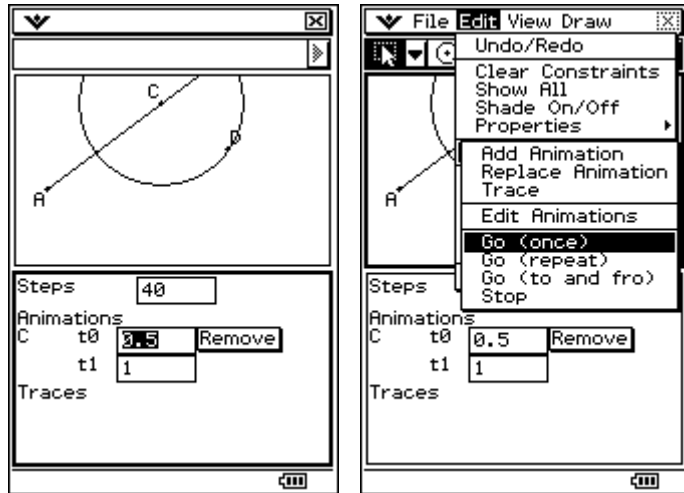 C
D
A
Steps 40
Animations
C t0 0.5 Remove
t1 1
Traces
File Edit View Draw
Undo/Redo
Clear Constraints
Show All
Shade On/Off
Properties
Add Animation
Replace Animation
Trace
Edit Animations
Go (once)
Go (repeat)
Go (to and fro)
Stop
A
Steps
Animations
C t0 0.5 Remove
t1 1
Traces